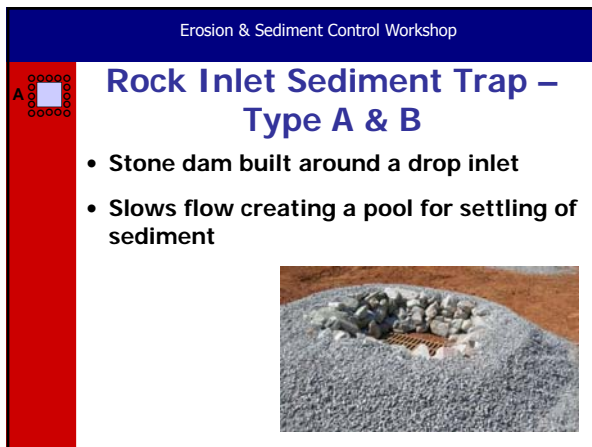 Erosion & Sediment Control Workshop
A
Rock Inlet Sediment Trap –
Type A & B
• Stone dam built around a drop inlet
• Slows flow creating a pool for settling of
sediment